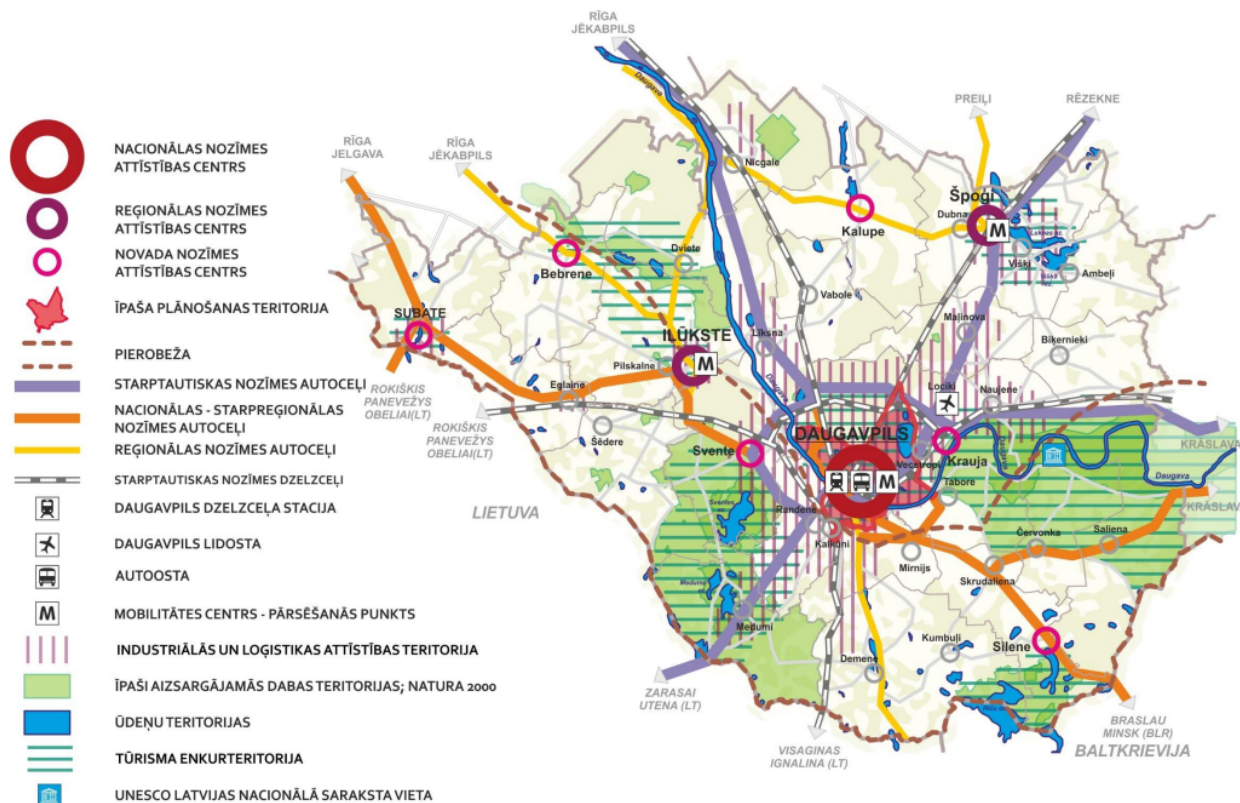 NACIONĀLAS NOZĪMES
ATTĪSTĪBAS CENTRS
REĢIONĀLAS NOZĪMES
ATTĪSTĪBAS CENTRS
NOVADA NOZĪMES
ATTĪSTĪBAS CENTRS
ĪPAŠA PLĀNOŠANAS TERITORIJA
PIEROBEŽA
STARPTAUTISKAS NOZĪMES AUTOCEĻI
NACIONĀLAS - STARPREĢIONĀLAS
NOZĪMES AUTOCEĻI
REĢIONĀLAS NOZĪMES AUTOCEĻI
STARPTAUTISKAS NOZĪMES DZELZCEĻI
DAUGAVPILS DZELZCEĻA STACIJA
DAUGAVPILS LIDOSTA
AUTOOSTA
M
MOBILITĀTES CENTRS - PĀRSĒŠANĀS PUNKTS
INDUSTRIĀLĀS UN LOĢISTIKAS ATTĪSTĪBAS TERITORIJA
ĪPAŠI AIZSARGĀJAMĀS DABAS TERITORIJAS; NATURA 2000
ŪDEŅU TERITORIJAS
TŪRISMA ENKURTERITORIJA
UNESCO LATVIJAS NACIONĀLĀ SARAKSTA VIETA
RĪGA
JĒKABPILS
PREIĻI
RĒZEKNE
RĪGA
JELGAVA
RĪGA
JĒKABPILS
Daugava
Nīcgale
Špoģi
Dubna
M
Kalupe
Višķi
Ambeļi
Dviete
Bebrene
Vabole
SUBATE
Maļinova
Biķernieki
ILŪKSTE
Līksna
M
Pilskalne
Eglaine
ROKIŠKIS
PANEVĖŽYS
OBELIAI(LT)
Daugava
Lociki
Naujene
ROKIŠKIS
PANEVĖŽYS
OBELIAI(LT)
Šēdere
DAUGAVPILS
Svente
Krauja
KRĀSLAVA
Vecstropi
M
Tabore
Daugava
LIETUVA
Randene
Kalkūni
KRĀSLAVA
Červonka
Saliena
Mirnijs
Skrudaliena
Medumi
Kumbuļi
Silene
Demene
ZARASAI
UTENA (LT)
VISAGINAS
IGNALINA (LT)
BRASLAU
MINSK (BLR)
BALTKRIEVIJA